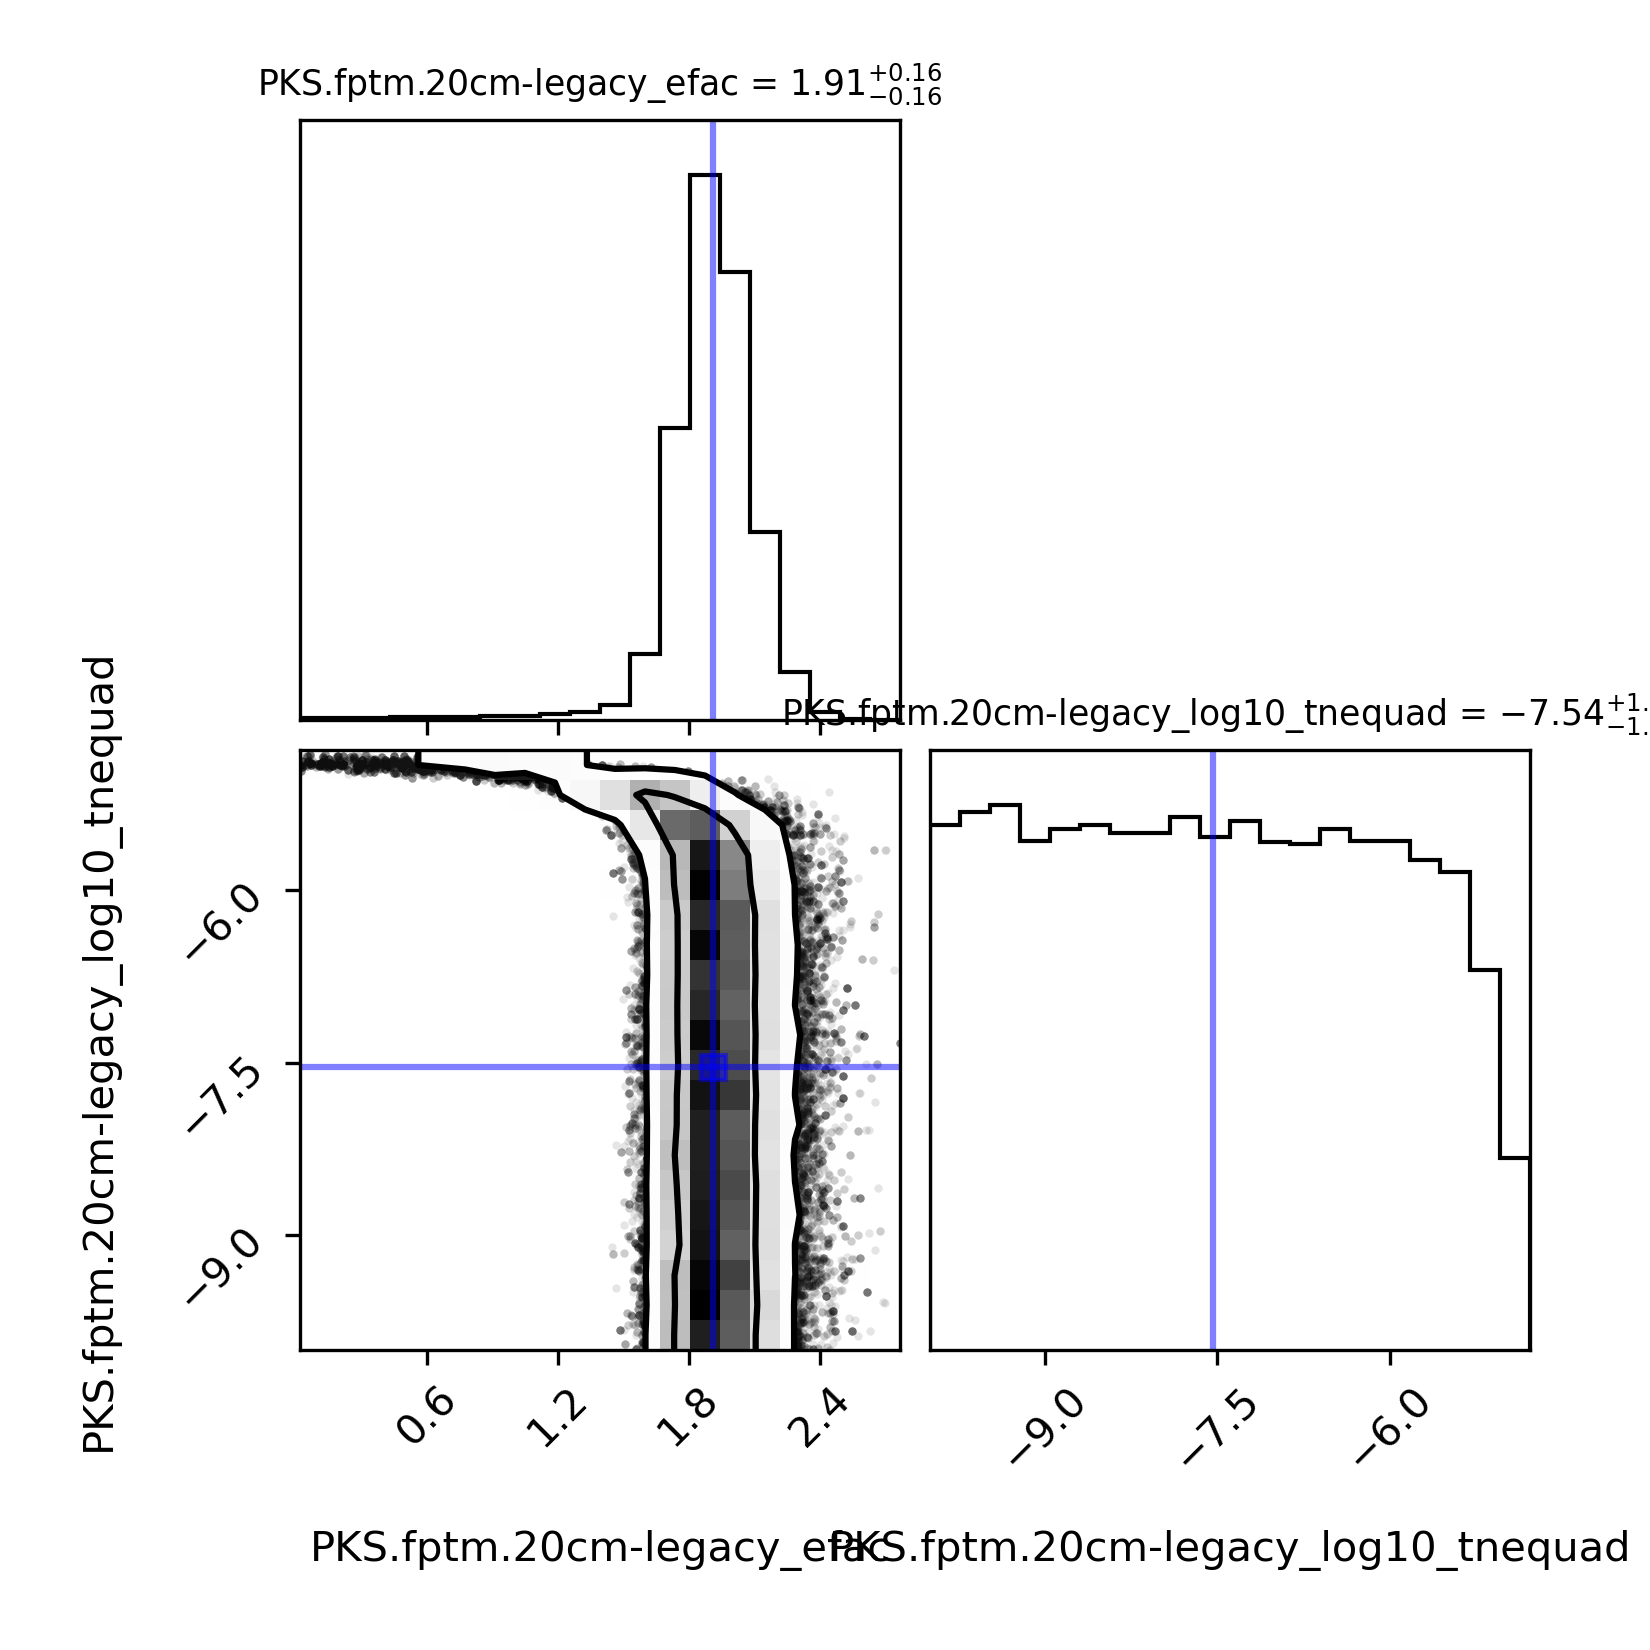 PKS.fptm.20cm-legacy_efac = 1.91+0.16−0.16
PKS.fptm.20cm-legacy_log10_tnequad = −7.54+1.−1.
PKS.fptm.20cm-legacy_log10_tnequad
−6.0
−7.5
−9.0
0.6 1.2 1.8 2.4 −9.0 −7.5 −6.0
PKS.fptm.20cm-legacy_efac PKS.fptm.20cm-legacy_log10_tnequad